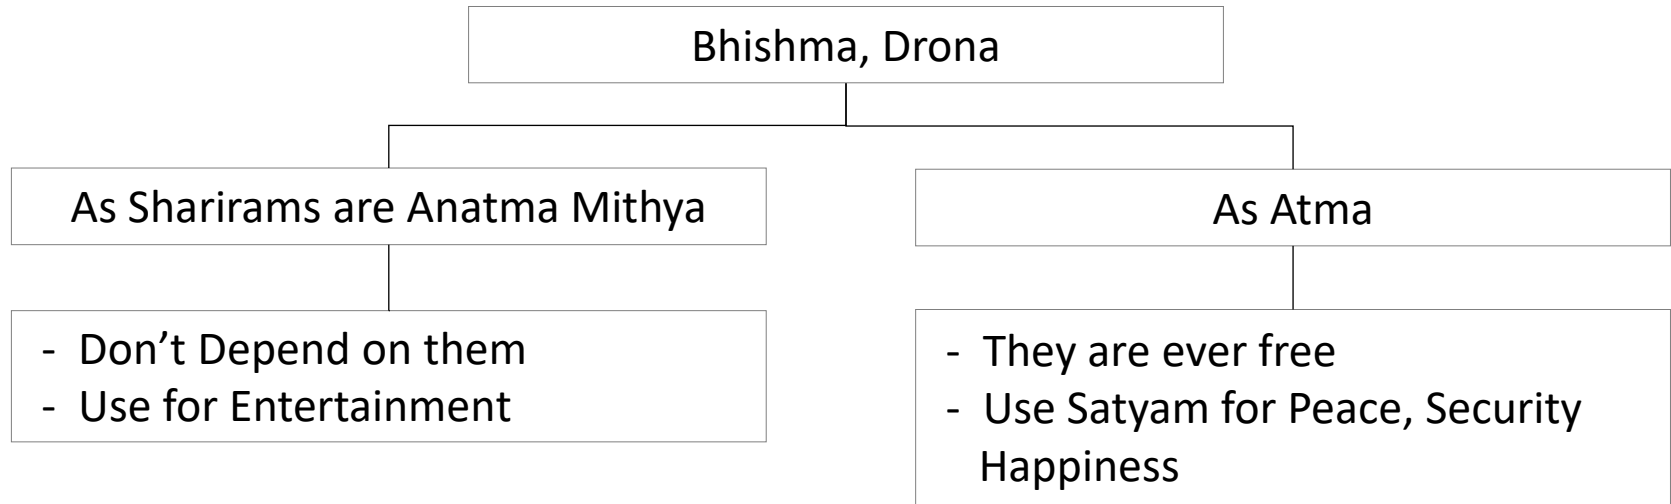 Bhishma, Drona
As Sharirams are Anatma Mithya
As Atma
- Don’t Depend on them
- Use for Entertainment
- They are ever free
- Use Satyam for Peace, Security
Happiness